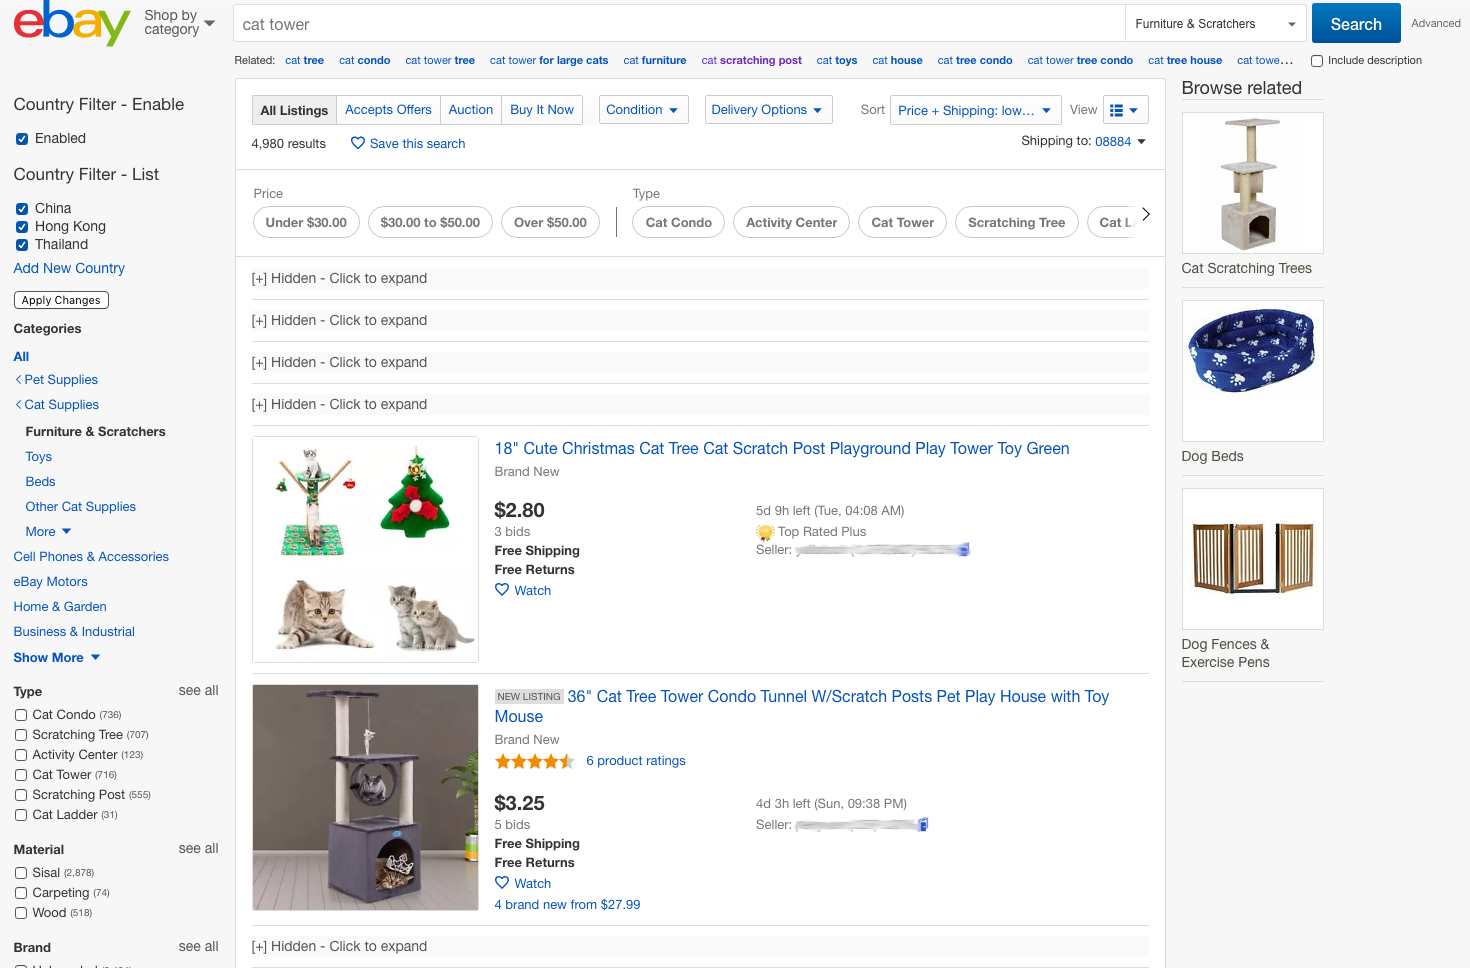 ebay
Shop by category
cat tower
Furniture & Scratchers
Search
Advanced
Related: cat tree cat condo cat tower tree cat tower for large cats cat furniture cat scratching post cat toys cat house cat tree condo cat tower tree condo cat tree house cat towe...
Include description
Country Filter - Enable
Enabled
Country Filter - List
China
Hong Kong
Thailand
Add New Country
Apply Changes
Categories
All
Pet Supplies
Cat Supplies
Furniture & Scratchers
Toys
Beds
Other Cat Supplies
More
Cell Phones & Accessories
eBay Motors
Home & Garden
Business & Industrial
Show More
Type see all
Cat Condo (736)
Scratching Tree (707)
Activity Center (123)
Cat Tower (716)
Scratching Post (555)
Cat Ladder (31)
Material see all
Sisal (2,878)
Carpeting (74)
Wood (518)
Brand see all
All Listings Accepts Offers Auction Buy It Now Condition Delivery Options Sort Price + Shipping: low... View
4,980 results Save this search Shipping to: 08884
Price
Under $30.00 $30.00 to $50.00 Over $50.00
Type
Cat Condo Activity Center Cat Tower Scratching Tree Cat L
[+] Hidden - Click to expand
[+] Hidden - Click to expand
[+] Hidden - Click to expand
[+] Hidden - Click to expand
18" Cute Christmas Cat Tree Cat Scratch Post Playground Play Tower Toy Green
Brand New
$2.80
3 bids
Free Shipping
Free Returns
Watch
5d 9h left (Tue, 04:08 AM)
Top Rated Plus
Seller:
NEW LISTING 36" Cat Tree Tower Condo Tunnel W/Scratch Posts Pet Play House with Toy
Mouse
Brand New
6 product ratings
$3.25
5 bids
Free Shipping
Free Returns
Watch
4 brand new from $27.99
4d 3h left (Sun, 09:38 PM)
Seller:
[+] Hidden - Click to expand
Browse related
Cat Scratching Trees
Dog Beds
Dog Fences &
Exercise Pens